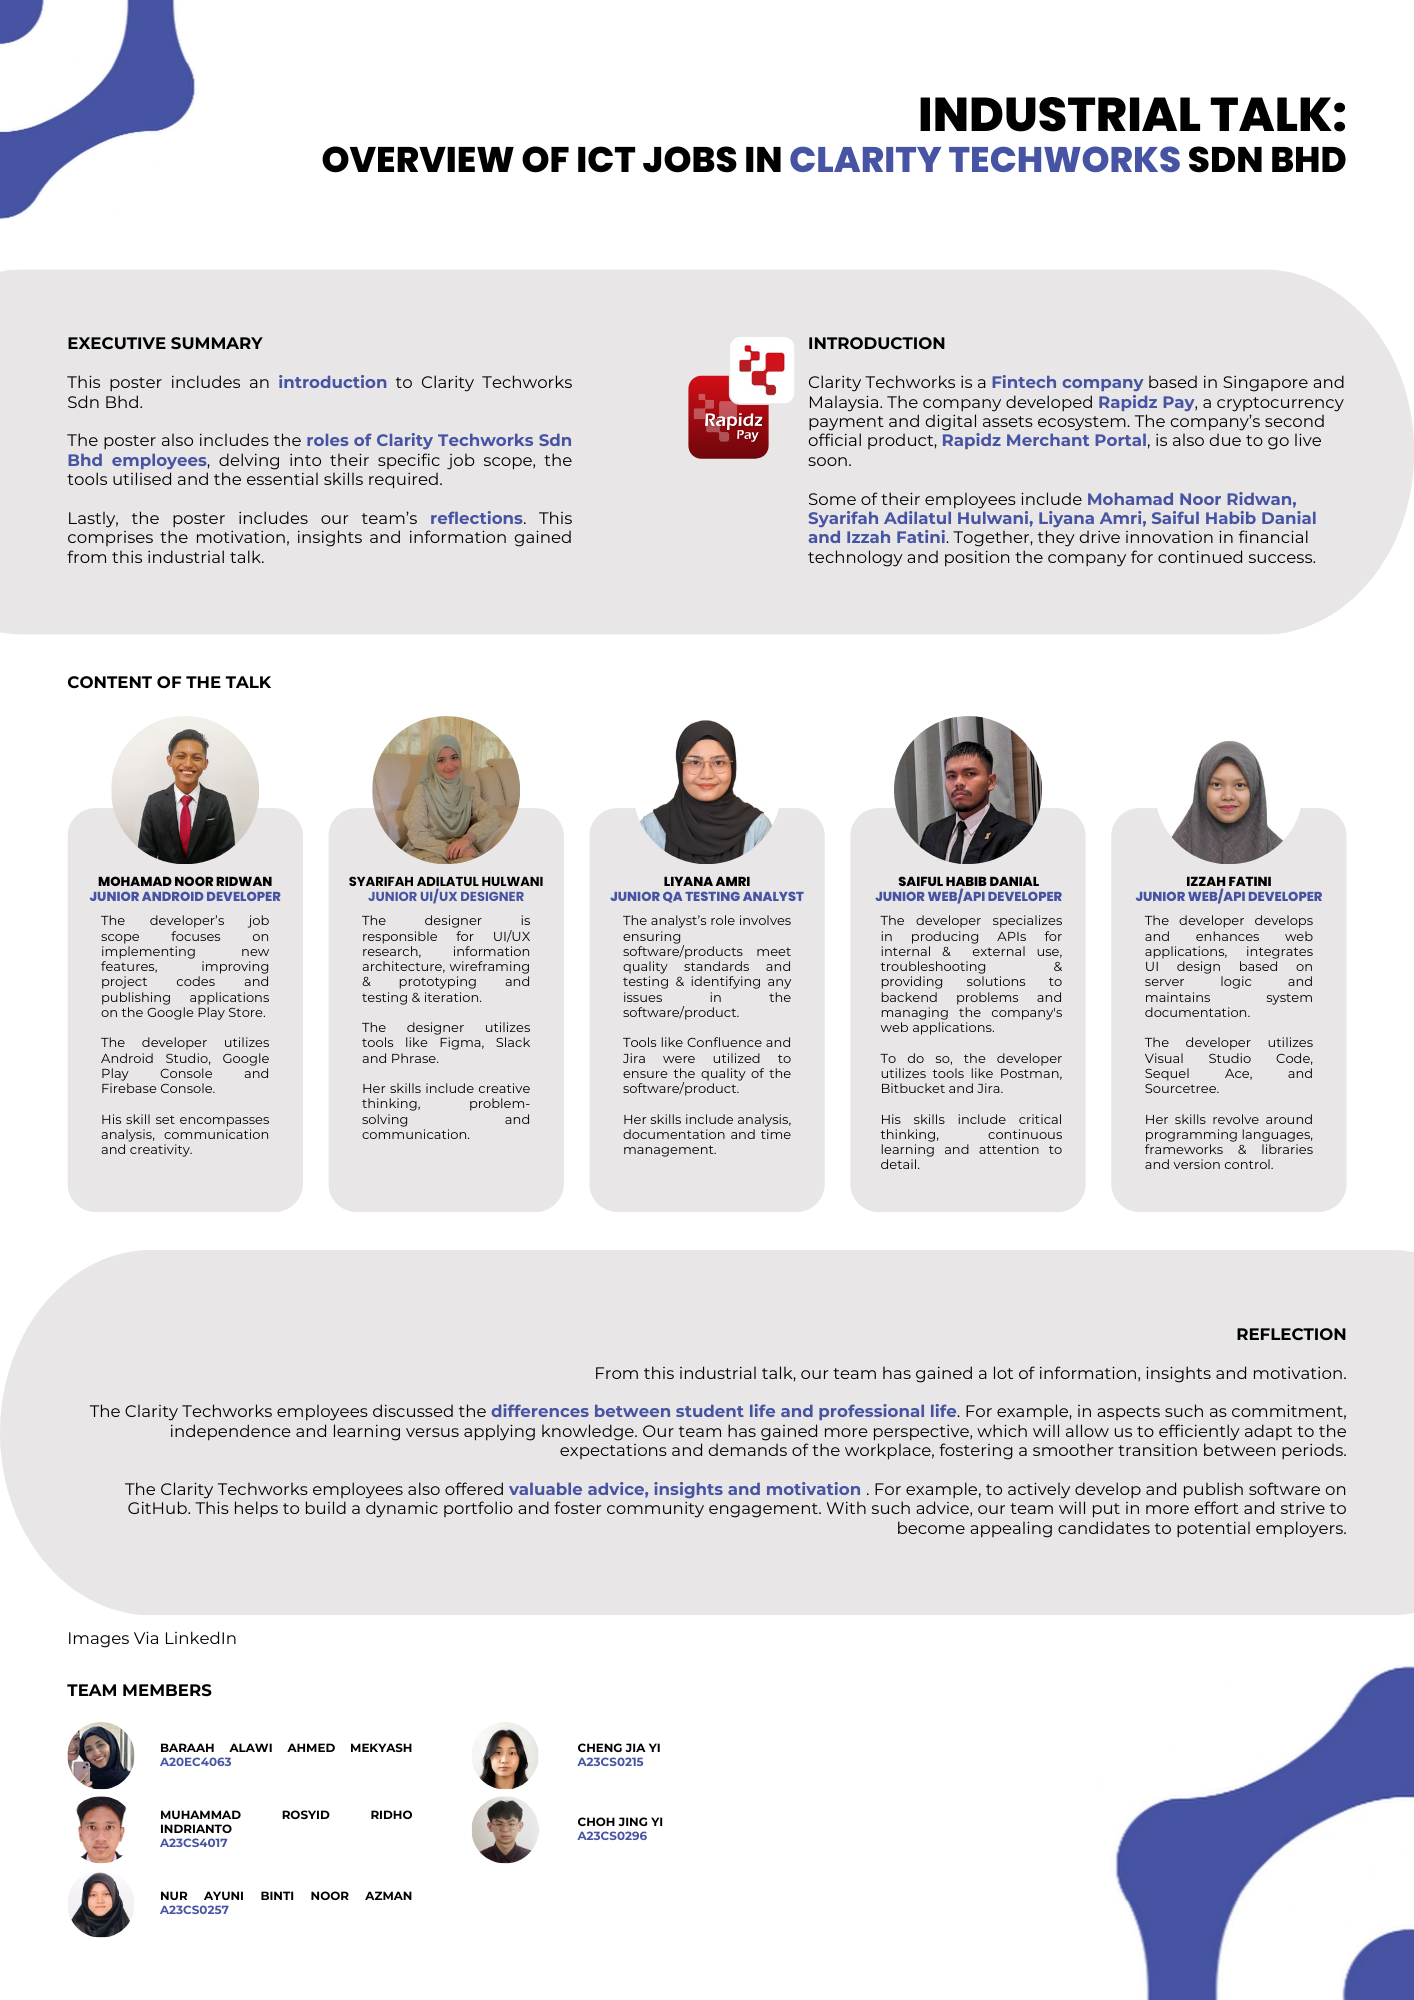 INDUSTRIAL TALK:
OVERVIEW OF ICT JOBS IN CLARITY TECHWORKS SDN BHD
EXECUTIVE SUMMARY
This poster includes an introduction to Clarity Techworks
Sdn Bhd.
The poster also includes the roles of Clarity Techworks Sdn
Bhd employees, delving into their specific job scope, the
tools utilised and the essential skills required.
Lastly, the poster includes our team's reflections. This
comprises the motivation, insights and information gained
from this industrial talk.
Rapidz
Pay
INTRODUCTION
Clarity Techworks is a Fintech company based in Singapore and
Malaysia. The company developed Rapidz Pay, a cryptocurrency
payment and digital assets ecosystem. The company's second
official product, Rapidz Merchant Portal, is also due to go live
soon.
Some of their employees include Mohamad Noor Ridwan,
Syarifah Adilatul Hulwani, Liyana Amri, Saiful Habib Danial
and Izzah Fatini. Together, they drive innovation in financial
technology and position the company for continued success.
CONTENT OF THE TALK
MOHAMAD NOOR RIDWAN
JUNIOR ANDROID DEVELOPER
The developer's job
scope focuses on
implementing new
features, improving
project codes and
publishing applications
on the Google Play Store.
The developer utilizes
Android Studio, Google
Play Console and
Firebase Console.
His skill set encompasses
analysis, communication
and creativity.
SYARIFAH ADILATUL HULWANI
JUNIOR UI/UX DESIGNER
The designer is
responsible for UI/UX
research, information
architecture, wireframing
& prototyping and
testing & iteration.
The designer utilizes
tools like Figma, Slack
and Phrase.
Her skills include creative
thinking, problem-
solving and
communication.
LIYANA AMRI
JUNIOR QA TESTING ANALYST
The analyst's role involves
ensuring
software/products meet
quality standards and
testing & identifying any
issues in the
software/product.
Tools like Confluence and
Jira were utilized to
ensure the quality of the
software/product.
Her skills include analysis,
documentation and time
management.
SAIFUL HABIB DANIAL
JUNIOR WEB/API DEVELOPER
The developer specializes
in producing APIs for
internal & external use,
troubleshooting &
providing solutions to
backend problems and
managing the company's
web applications.
To do so, the developer
utilizes tools like Postman,
Bitbucket and Jira.
His skills include critical
thinking, continuous
learning and attention to
detail.
IZZAH FATINI
JUNIOR WEB/API DEVELOPER
The developer develops
and enhances web
applications, integrates
UI design based on
server logic and
maintains system
documentation.
The developer utilizes
Visual Studio Code,
Sequel Ace, and
Sourcetree.
Her skills revolve around
programming languages,
frameworks & libraries
and version control.
REFLECTION
From this industrial talk, our team has gained a lot of information, insights and motivation.
The Clarity Techworks employees discussed the differences between student life and professional life. For example, in aspects such as commitment,
independence and learning versus applying knowledge. Our team has gained more perspective, which will allow us to efficiently adapt to the
expectations and demands of the workplace, fostering a smoother transition between periods.
The Clarity Techworks employees also offered valuable advice, insights and motivation . For example, to actively develop and publish software on
GitHub. This helps to build a dynamic portfolio and foster community engagement. With such advice, our team will put in more effort and strive to
become appealing candidates to potential employers.
Images Via LinkedIn
TEAM MEMBERS
BARAAH ALAWI AHMED MEKYASH
A20EC4063
MUHAMMAD ROSYID RIDHO
INDRIANTO
A23CS4017
NUR AYUNI BINTI NOOR AZMAN
A23CS0257
CHENG JIA YI
A23CS0215
CHOH JING YI
A23CS0296